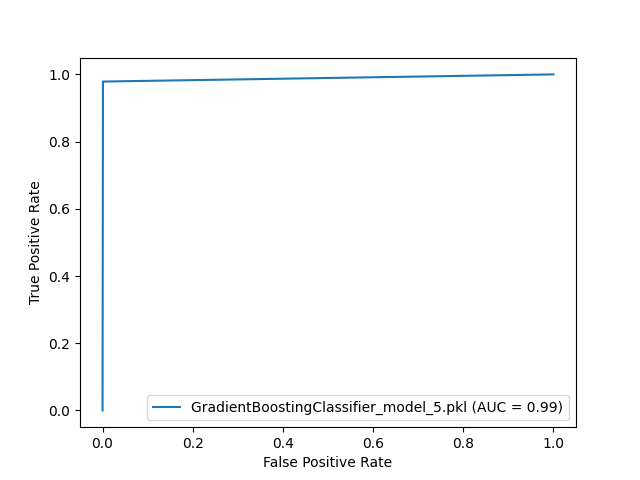 1.0
0.8
0.6
0.4
0.2
0.0
True Positive Rate
GradientBoostingClassifier_model_5.pkl (AUC = 0.99)
0.0 0.2 0.4 0.6 0.8 1.0
False Positive Rate